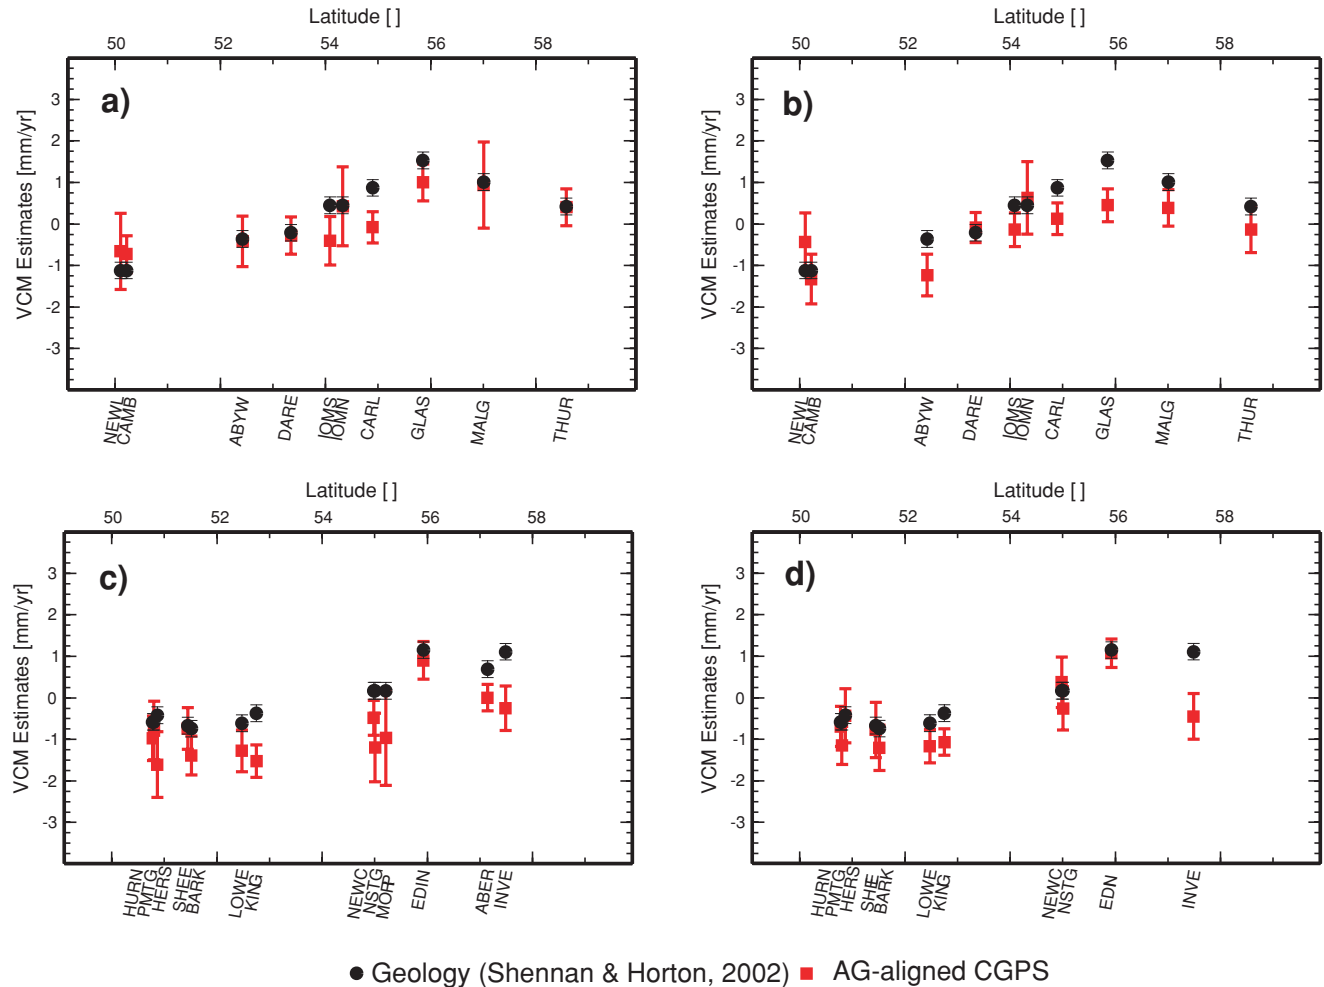 Latitude [ ]
50 52 54 56 58
a)
VCM Estimates [mm/yr]
3
2
1
0
-1
-2
-3
NEWL CAMB ABYW DARE IOMS IOMN CARL GLAS MALG THUR
Latitude [ ]
50 52 54 56 58
b)
VCM Estimates [mm/yr]
3
2
1
0
-1
-2
-3
NEWL CAMB ABYW DARE IOMS IOMN CARL GLAS MALG THUR
Latitude [ ]
50 52 54 56 58
c)
VCM Estimates [mm/yr]
3
2
1
0
-1
-2
-3
HURN PMTG HERS SHEE BARK LOWE KING NEWC NSTG MORP EDIN ABER INVE
Latitude [ ]
50 52 54 56 58
d)
VCM Estimates [mm/yr]
3
2
1
0
-1
-2
-3
HURN PMTG HERS SHEE BARK LOWE KING NEWC NSTG EDN INVE
Geology (Shennan & Horton, 2002) AG-aligned CGPS